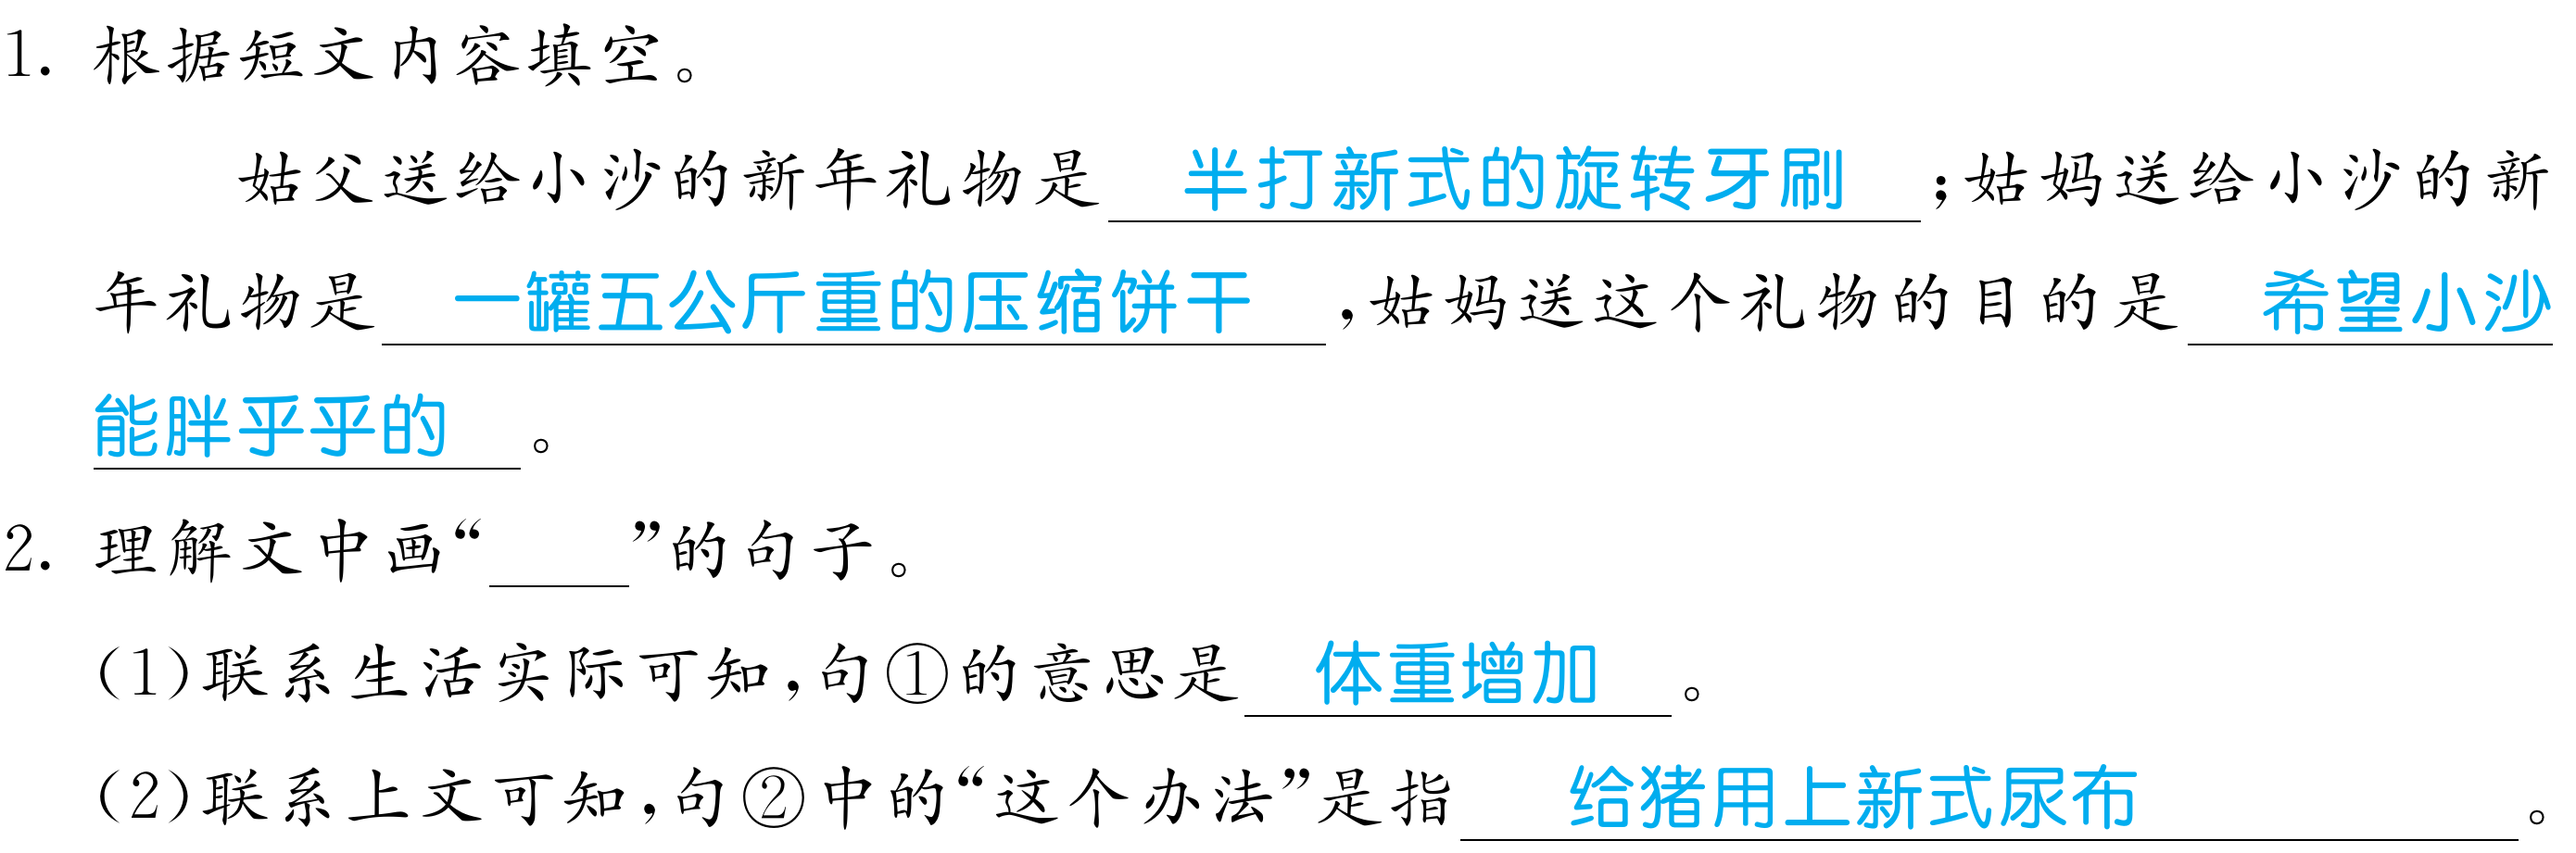 1. 根据短文内容填空。
姑父送给小沙的新年礼物是 半打新式的旋转牙刷 ;姑妈送给小沙的新
年礼物是 一罐五公斤重的压缩饼干 ,姑妈送这个礼物的目的是 希望小沙
能胖乎乎的 。
2. 理解文中画“____”的句子。
(1)联系生活实际可知,句①的意思是 体重增加 。
(2)联系上文可知,句②中的“这个办法”是指 给猪用上新式尿布 。